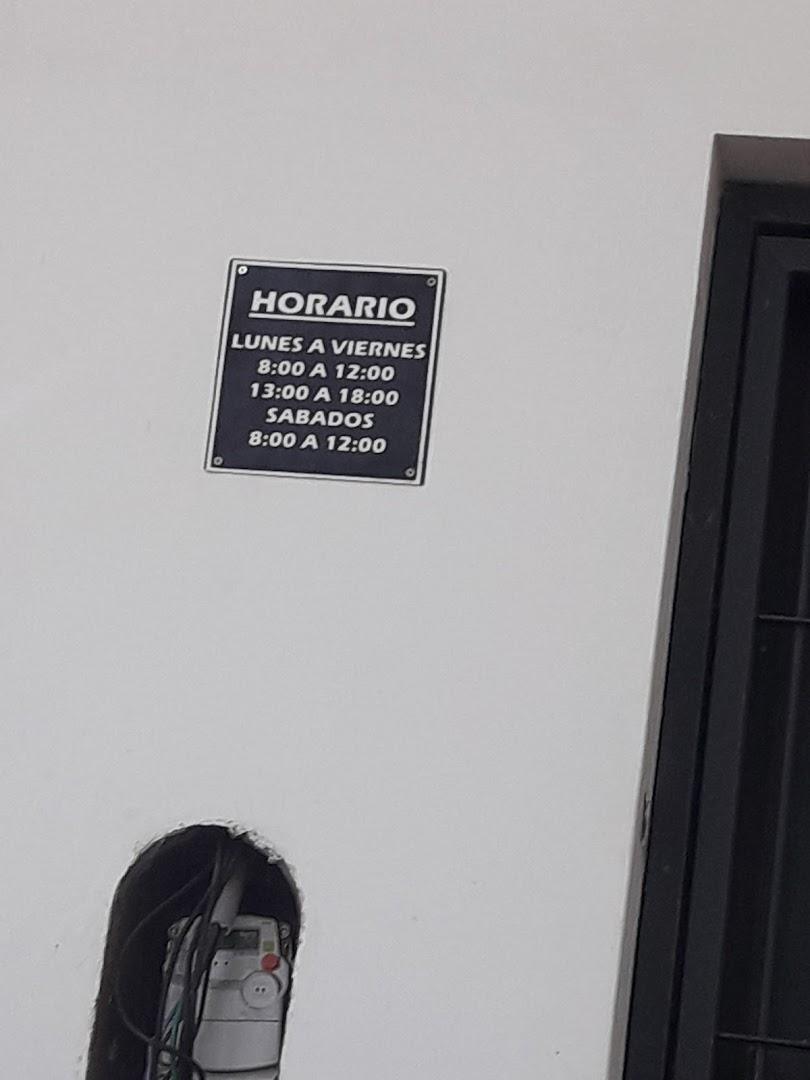 HORARIO
LUNES A VIERNES
8:00 A 12:00
13:00 A 18:00
SABADOS
8:00 A 12:00